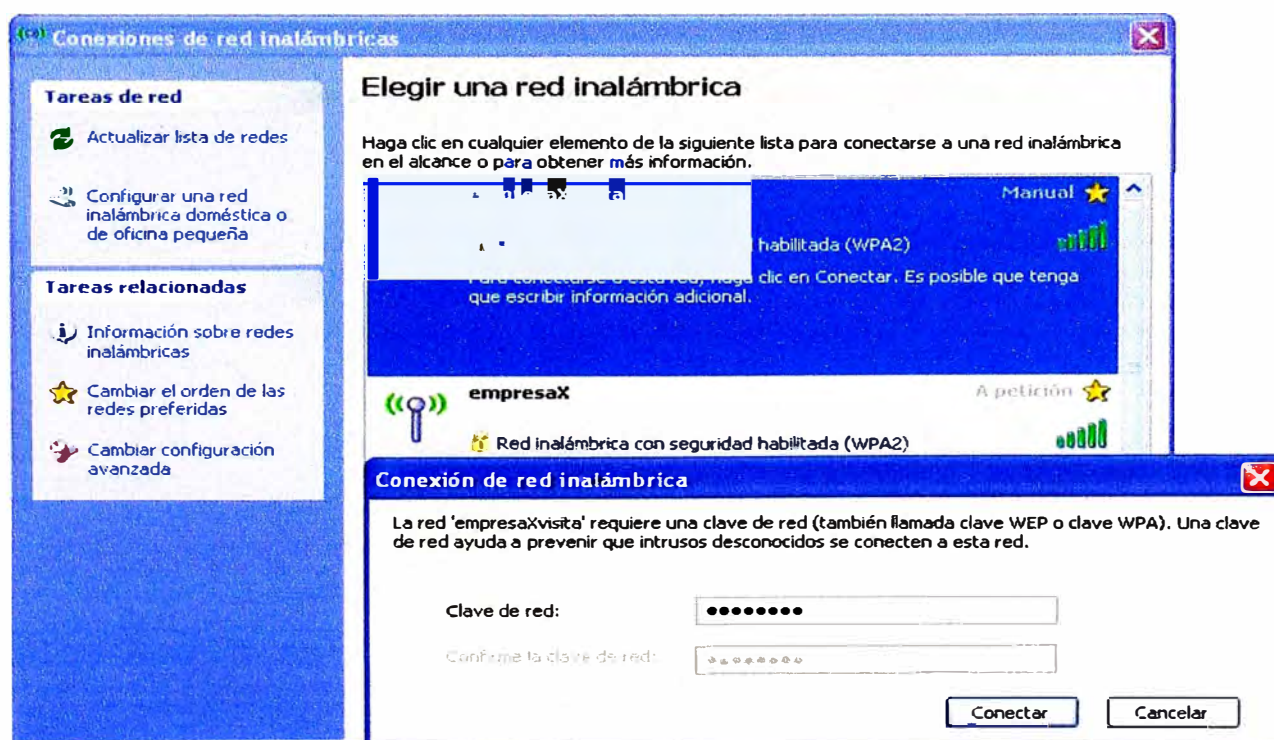 Conexiones de red inalámbricas
Tareas de red
Actualizar lista de redes
Configurar una red
inalámbrica doméstica o
de oficina pequeña
Tareas relacionadas
Información sobre redes
inalámbricas
Cambiar el orden de las
redes preferidas
Cambiar configuración
avanzada
Elegir una red inalámbrica
Haga clic en cualquier elemento de la siguiente lista para conectarse a una red inalámbrica
en el alcance o para obtener más información.
Manual
habilitada (WPA2)
Para conectarse a esta red, haga clic en Conectar. Es posible que tenga
que escribir información adicional.
empresaX
A petición
Red inalámbrica con seguridad habilitada (WPA2)
Conexión de red inalámbrica
La red 'empresaXvisita' requiere una clave de red (también llamada clave WEP o clave WPA). Una clave
de red ayuda a prevenir que intrusos desconocidos se conecten a esta red.
Clave de red:
Confirme la clave de red:
Conectar
Cancelar